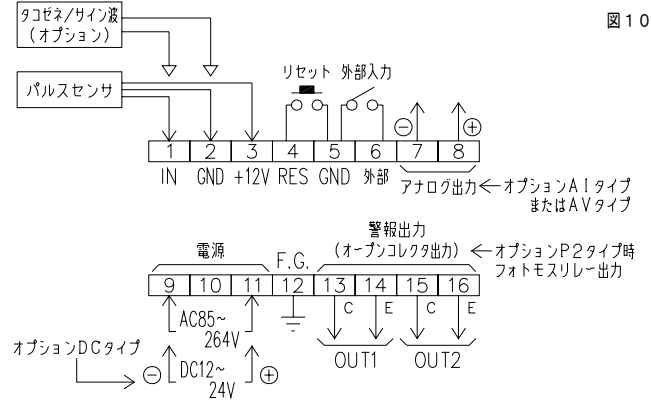 図10
タコゼネ/サイン波
(オプション)
パルスセンサ
リセット 外部入力
⊖ ⊕
1 2 3 4 5 6 7 8
IN GND +12V RES GND 外部
アナログ出力 オプションAIタイプ
またはAVタイプ
警報出力
(オープンコレクタ出力)
オプションP2タイプ時
フォトモスリレー出力
電源
F.G.
9 10 11 12 13 14 15 16
C E C E
AC85~
264V
OUT1 OUT2
オプションDCタイプ
⊖ DC12~ ⊕
24V